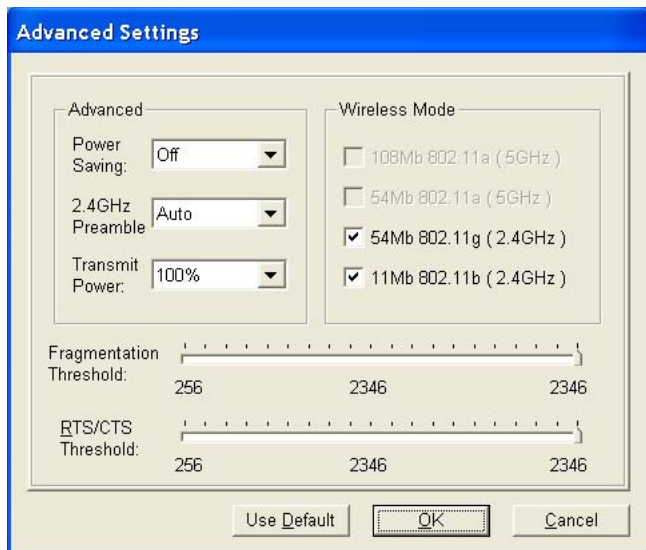 Advanced Settings
Advanced
Power
Saving:
Off
2.4GHz
Preamble
Auto
Transmit
Power:
100%
Wireless Mode
108Mb 802.11a ( 5GHz )
54Mb 802.11a ( 5GHz )
54Mb 802.11g ( 2.4GHz )
11Mb 802.11b ( 2.4GHz )
Fragmentation
Threshold:
256 2346 2346
RTS/CTS
Threshold:
256 2346 2346
Use Default OK Cancel